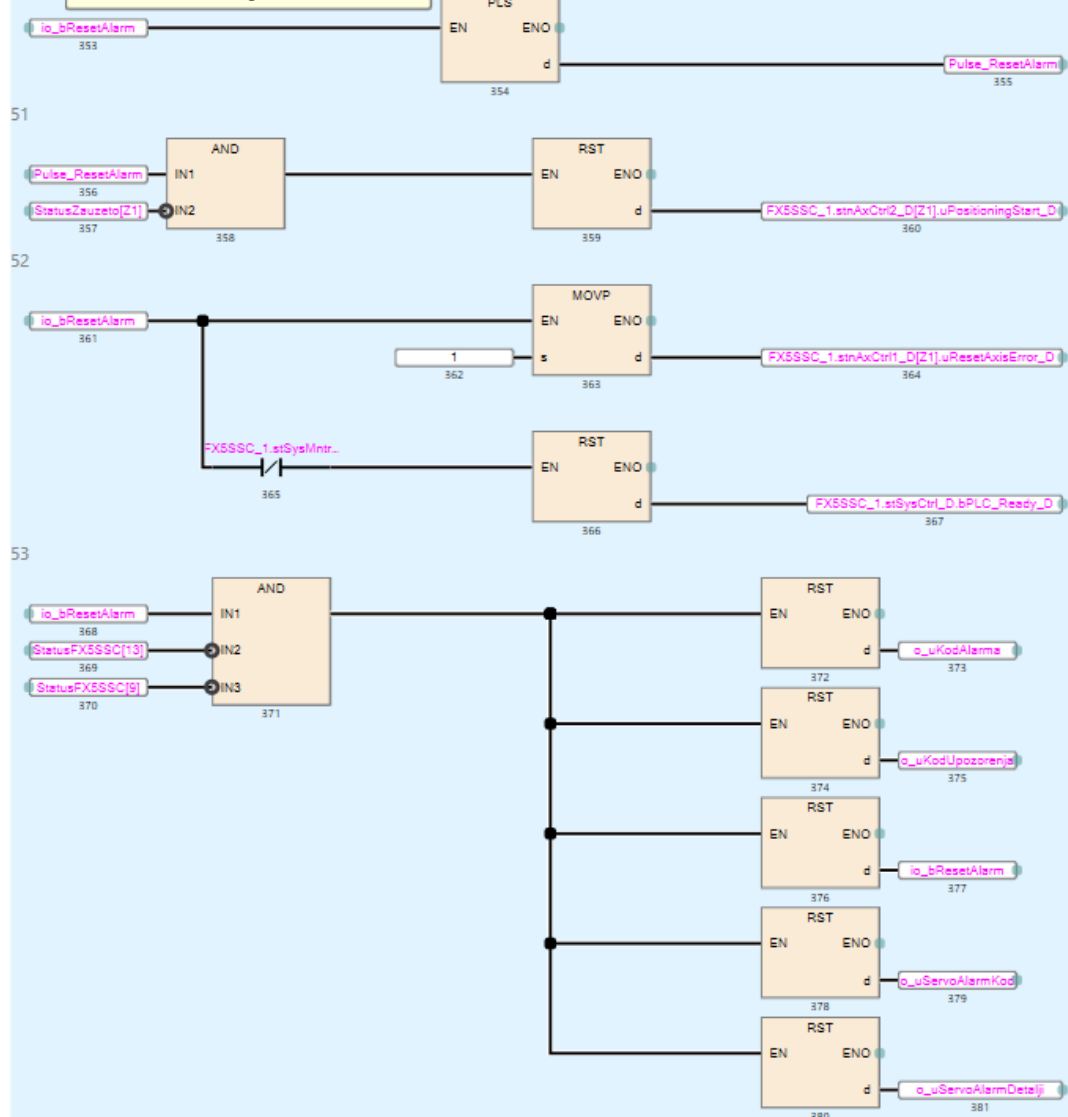 PLS
io_bResetAlarm
EN
ENO
353
d
Pulse_ResetAlarm
354
355
51
AND
RST
Pulse_ResetAlarm
IN1
EN
ENO
356
StatusZauzeto[Z1]
IN2
d
FX5SSC_1.stnAxCtrl2_D[Z1].uPositioningStart_D
357
358
359
360
52
MOVP
io_bResetAlarm
EN
ENO
361
1
s
d
FX5SSC_1.stnAxCtrl1_D[Z1].uResetAxisError_D
362
363
364
RST
FX5SSC_1.stSysMntr...
EN
ENO
365
d
FX5SSC_1.stSysCtrl_D.bPLC_Ready_D
366
367
53
AND
RST
io_bResetAlarm
IN1
EN
ENO
368
StatusFX5SSC[13]
IN2
d
o_uKodAlarma
369
373
StatusFX5SSC[9]
IN3
370
371
372
RST
EN
ENO
d
o_uKodUpozorenja
375
374
RST
EN
ENO
d
io_bResetAlarm
377
376
RST
EN
ENO
d
o_uServoAlarmKod
379
378
RST
EN
ENO
d
o_uServoAlarmDetalji
381
380